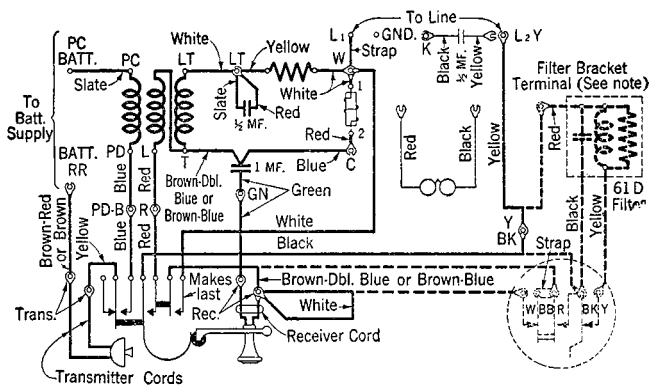 To Line
L1
GND.
K
L2Y
Strap
Black
½ MF.
Yellow
PC
BATT.
PC
Slate
White
LT
LT
Yellow
W
White
1
Slate
Red
½ MF.
Red
2
To
Batt.
Supply
BATT.
RR
PD
L
T
Blue
C
1 MF.
Brown-Dbl.
Blue or
Brown-Blue
GN
Green
Blue
Red
PD-B
R
Blue
Red
White
Black
Brown-Red
or Brown
Yellow
Red
Black
Yellow
Filter Bracket
Terminal (See note)
Red
61 D
Filter
Black
Yellow
Y
BK
Strap
Makes
last
Brown-Dbl. Blue or Brown-Blue
Trans.
Rec.
White
Receiver Cord
Transmitter Cords
W
BB
R
BK
Y